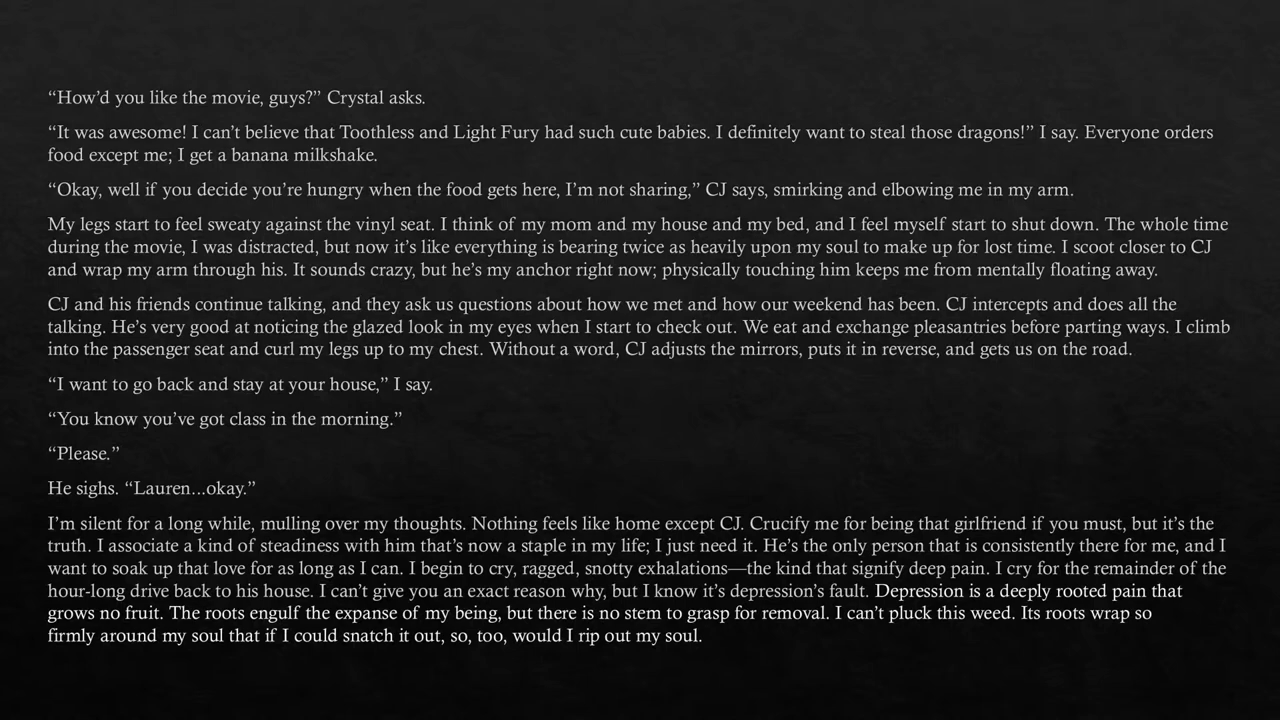 “How’d you like the movie, guys?” Crystal asks.
“It was awesome! I can’t believe that Toothless and Light Fury had such cute babies. I definitely want to steal those dragons!” I say. Everyone orders
food except me; I get a banana milkshake.
“Okay, well if you decide you’re hungry when the food gets here, I’m not sharing,” CJ says, smirking and elbowing me in my arm.
My legs start to feel sweaty against the vinyl seat. I think of my mom and my house and my bed, and I feel myself start to shut down. The whole time
during the movie, I was distracted, but now it’s like everything is bearing twice as heavily upon my soul to make up for lost time. I scoot closer to CJ
and wrap my arm through his. It sounds crazy, but he’s my anchor right now; physically touching him keeps me from mentally floating away.
CJ and his friends continue talking, and they ask us questions about how we met and how our weekend has been. CJ intercepts and does all the
talking. He’s very good at noticing the glazed look in my eyes when I start to check out. We eat and exchange pleasantries before parting ways. I climb
into the passenger seat and curl my legs up to my chest. Without a word, CJ adjusts the mirrors, puts it in reverse, and gets us on the road.
“I want to go back and stay at your house,” I say.
“You know you’ve got class in the morning.”
“Please.”
He sighs. “Lauren...okay.”
I’m silent for a long while, mulling over my thoughts. Nothing feels like home except CJ. Crucify me for being that girlfriend if you must, but it’s the
truth. I associate a kind of steadiness with him that’s now a staple in my life; I just need it. He’s the only person that is consistently there for me, and I
want to soak up that love for as long as I can. I begin to cry, ragged, snotty exhalations—the kind that signify deep pain. I cry for the remainder of the
hour-long drive back to his house. I can’t give you an exact reason why, but I know it’s depression’s fault. Depression is a deeply rooted pain that
grows no fruit. The roots engulf the expanse of my being, but there is no stem to grasp for removal. I can’t pluck this weed. Its roots wrap so
firmly around my soul that if I could snatch it out, so, too, would I rip out my soul.